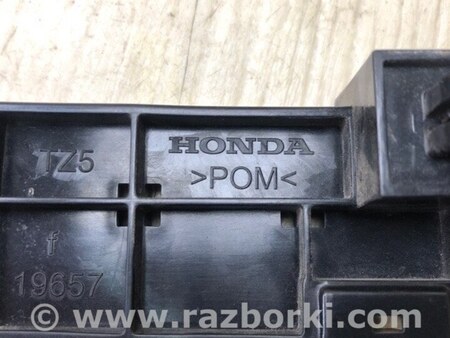 TZ5
HONDA
>POM<
f
19657
www.razborki.com